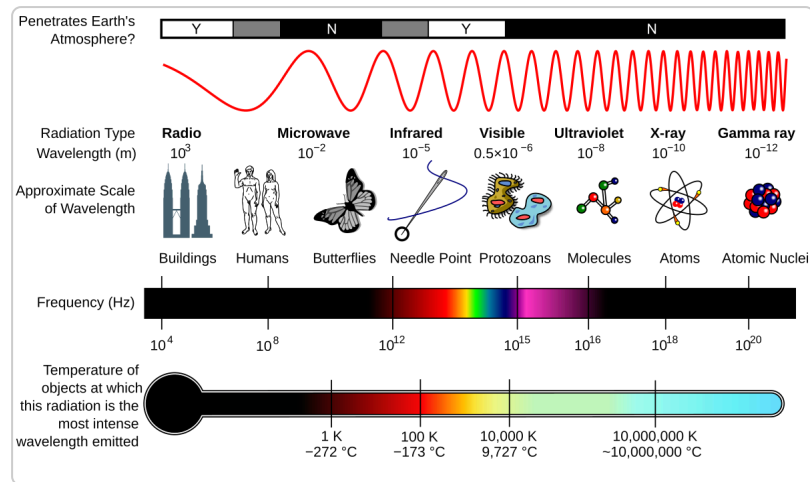 Penetrates Earth's
Atmosphere?
Y N Y N
Radiation Type
Radio Microwave Infrared Visible Ultraviolet X-ray Gamma ray
Wavelength (m)
10³ 10⁻² 10⁻⁵ 0.5×10⁻⁶ 10⁻⁸ 10⁻¹⁰ 10⁻¹²
Approximate Scale
of Wavelength
Buildings Humans Butterflies Needle Point Protozoans Molecules Atoms Atomic Nuclei
Frequency (Hz)
10⁴ 10⁸ 10¹² 10¹⁵ 10¹⁶ 10¹⁸ 10²⁰
Temperature of
objects at which
this radiation is the
most intense
wavelength emitted
1 K 100 K 10,000 K 10,000,000 K
−272 °C −173 °C 9,727 °C ~10,000,000 °C